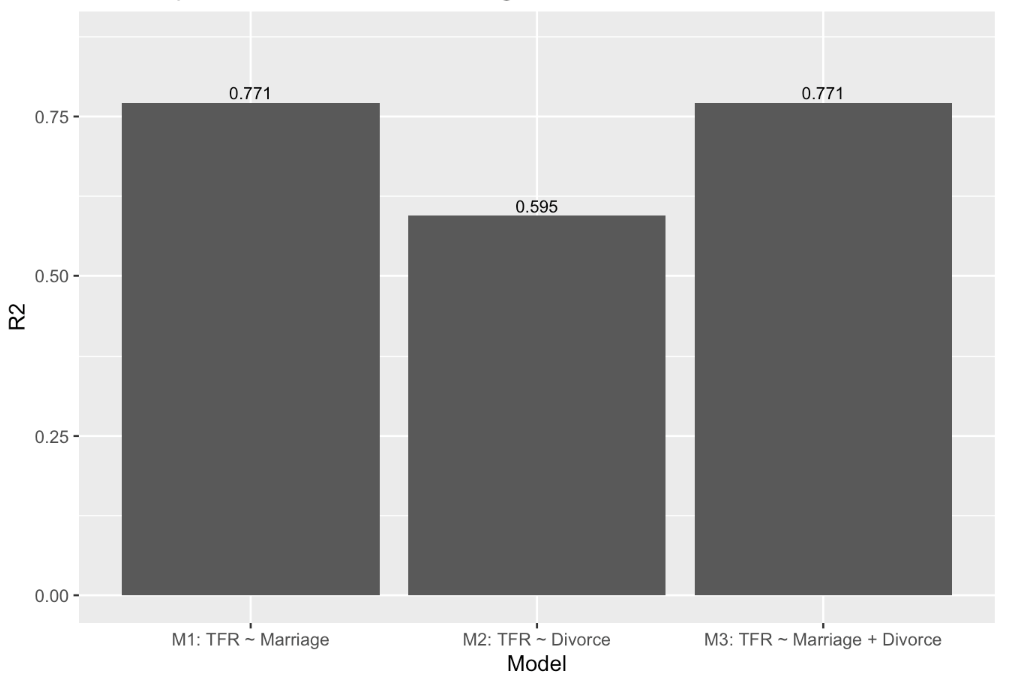 0.771
0.771
0.75
0.595
0.50
R2
0.25
0.00
M1: TFR ~ Marriage
M2: TFR ~ Divorce
M3: TFR ~ Marriage + Divorce
Model